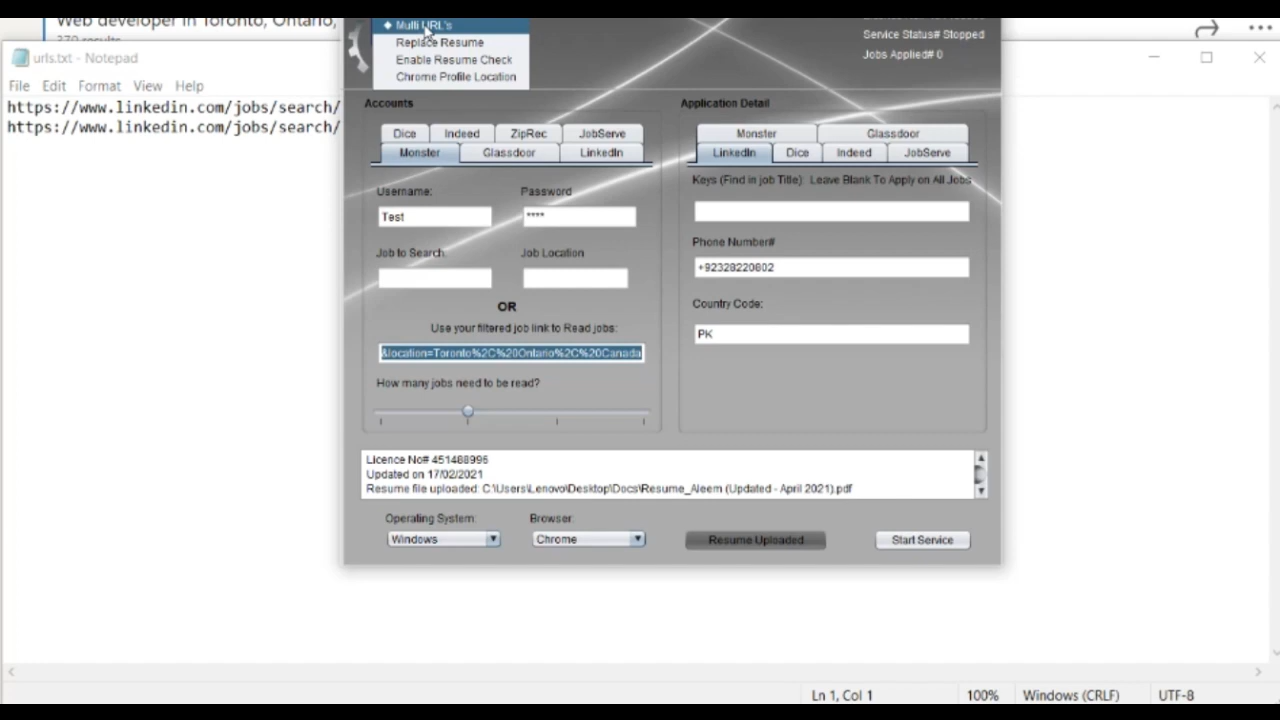 Web developer in Toronto, Ontario,
370 results
urls.txt - Notepad
File Edit Format View Help
https://www.linkedin.com/jobs/search/
https://www.linkedin.com/jobs/search/
Multi URL's
Replace Resume
Enable Resume Check
Chrome Profile Location
Service Status# Stopped
Jobs Applied# 0
Accounts
Dice Indeed ZipRec JobServe
Monster Glassdoor LinkedIn
Username: Password
Test ****
Job to Search: Job Location
OR
Use your filtered job link to Read jobs:
&location=Toronto%2C%20Ontario%2C%20Canada
How many jobs need to be read?
Application Detail
Monster Glassdoor
LinkedIn Dice Indeed JobServe
Keys (Find in job Title): Leave Blank To Apply on All Jobs
Phone Number#
+92328220802
Country Code:
PK
Licence No# 451488995
Updated on 17/02/2021
Resume file uploaded: C:\Users\Lenovo\Desktop\Docs\Resume_Aleem (Updated - April 2021).pdf
Operating System: Browser:
Windows Chrome Resume Uploaded Start Service
Ln 1, Col 1 100% Windows (CRLF) UTF-8